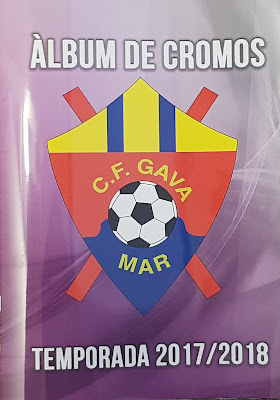 ÀLBUM DE CROMOS
C.F. GAVA
MAR
TEMPORADA 2017/2018